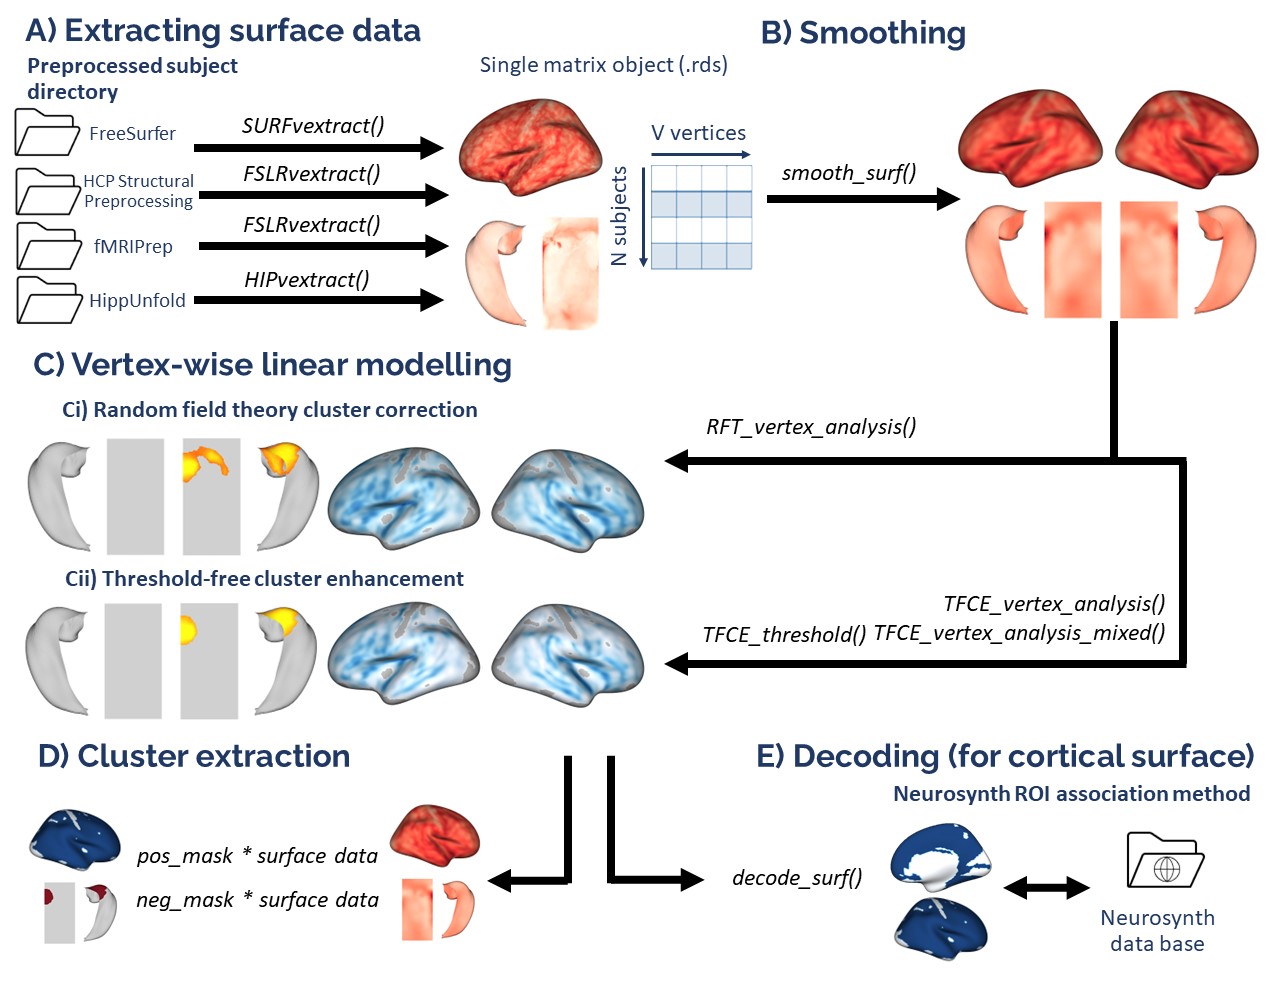 A) Extracting surface data
Preprocessed subject
directory
FreeSurfer
SURFvextract()
HCP Structural
Preprocessing
FSLRvextract()
fMRIPrep
FSLRvextract()
HippUnfold
HIPvextract()
Single matrix object (.rds)
V vertices
N subjects
B) Smoothing
smooth_surf()
C) Vertex-wise linear modelling
Ci) Random field theory cluster correction
RFT_vertex_analysis()
Cii) Threshold-free cluster enhancement
TFCE_vertex_analysis()
TFCE_threshold() TFCE_vertex_analysis_mixed()
D) Cluster extraction
pos_mask * surface data
neg_mask * surface data
E) Decoding (for cortical surface)
Neurosynth ROI association method
decode_surf()
Neurosynth
data base